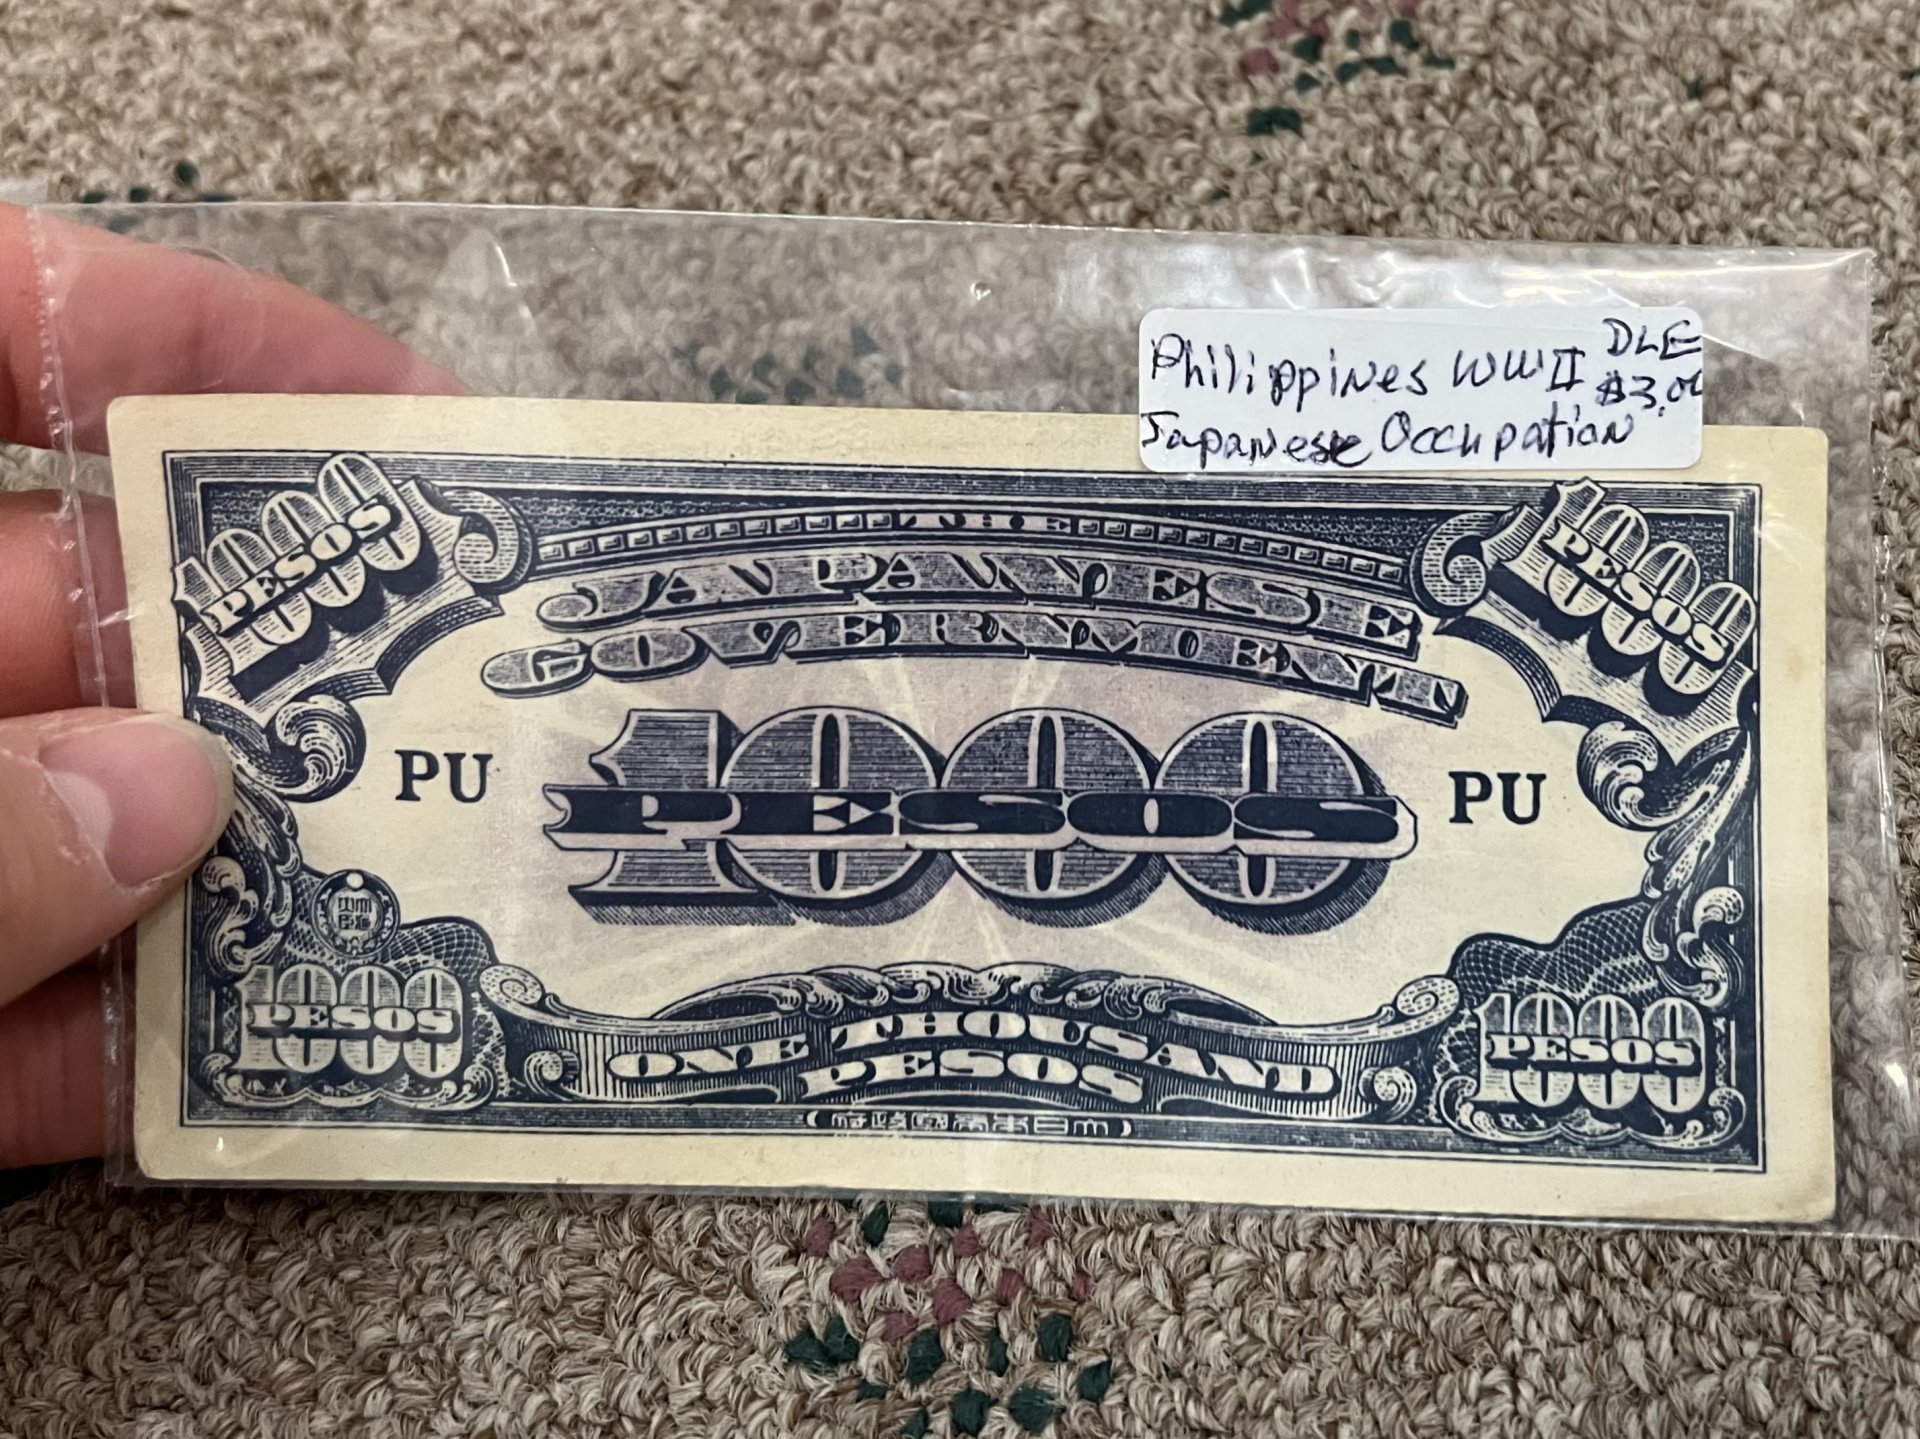 Philippines WWII DLE
$3.00
Japanese Occupation
1000 PESOS
1000 PESOS
THE
JAPANESE
GOVERNMENT
PU
1000
PESOS
PU
1000 PESOS
ONE THOUSAND
PESOS
1000 PESOS